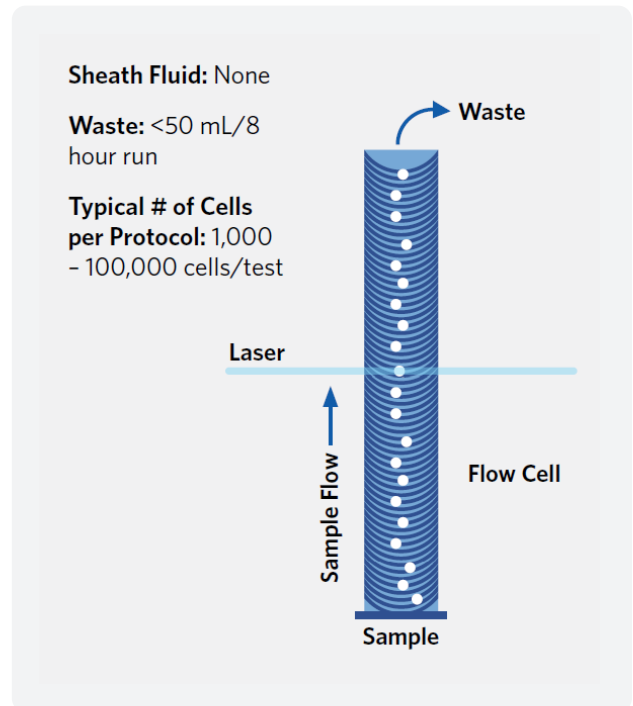 Sheath Fluid: None
Waste: <50 mL/8
hour run
Typical # of Cells
per Protocol: 1,000
– 100,000 cells/test
Waste
Laser
Sample Flow
Flow Cell
Sample